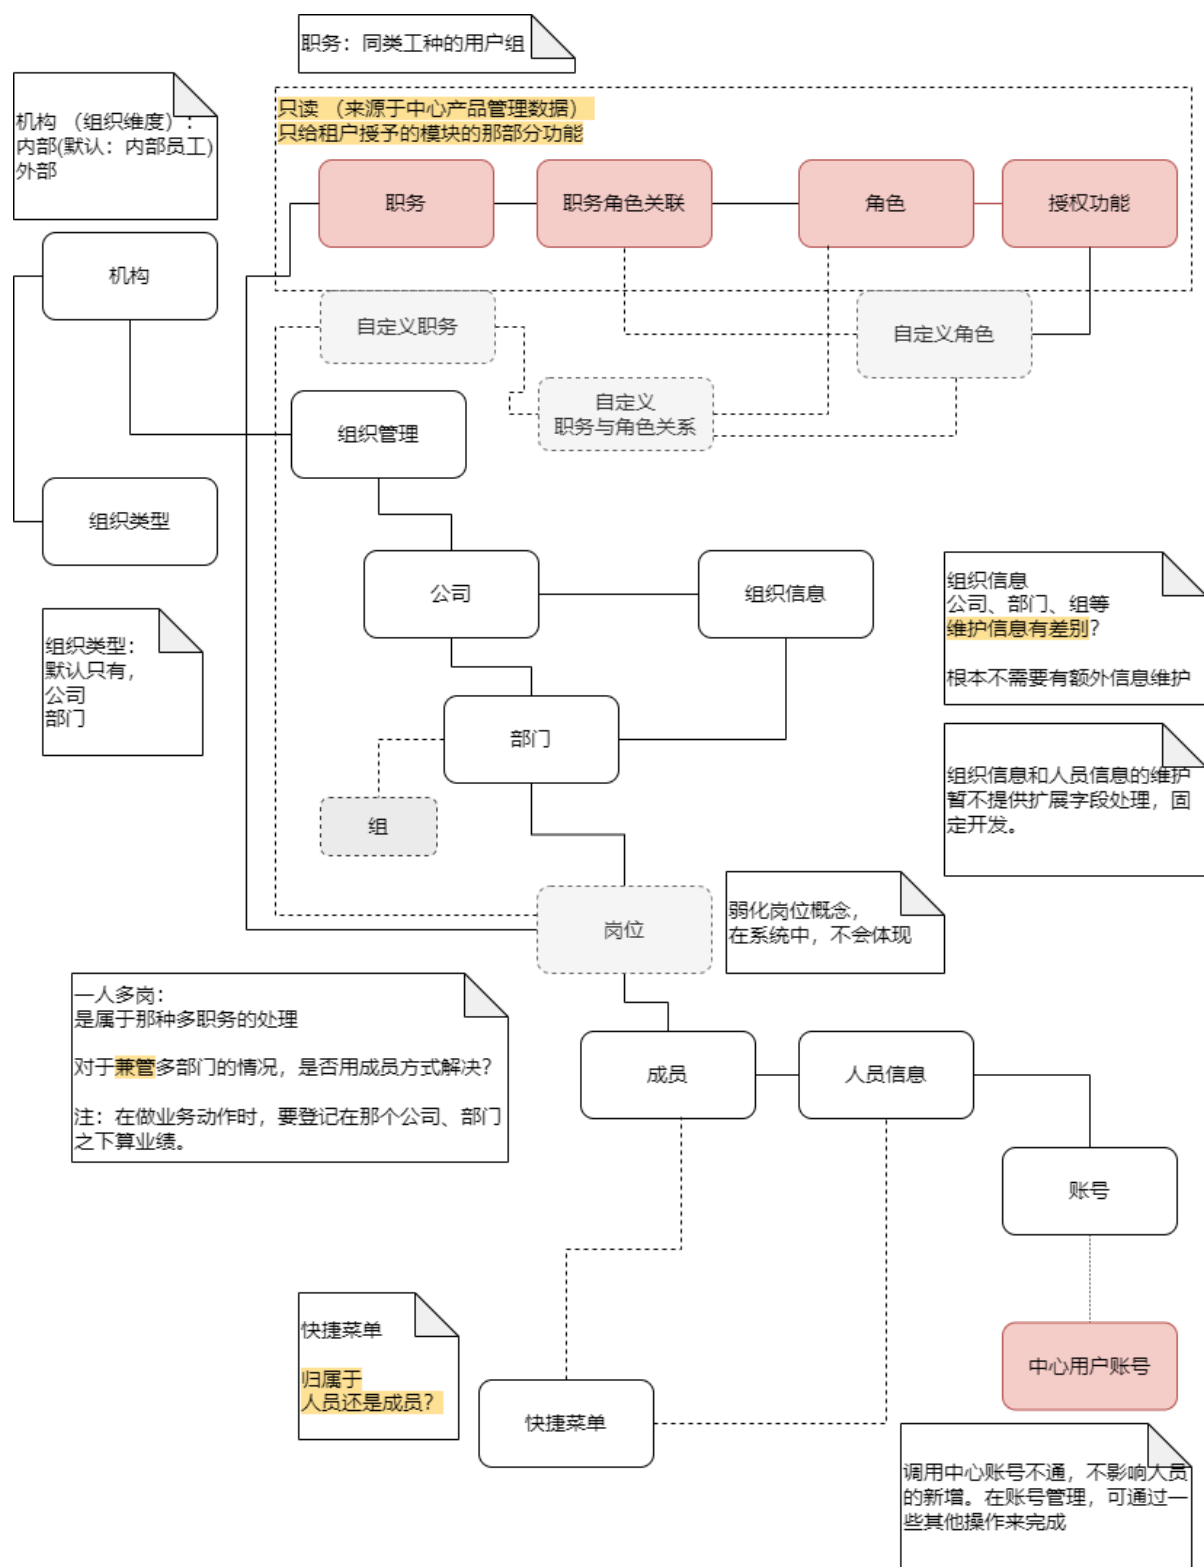 职务：同类工种的用户组
机构 （组织维度）：
内部(默认：内部员工)
外部
只读 （来源于中心产品管理数据）
只给租户授予的模块的那部分功能
职务
职务角色关联
角色
授权功能
机构
自定义职务
自定义角色
自定义
职务与角色关系
组织管理
组织类型
公司
组织信息
组织信息
公司、部门、组等
维护信息有差别?
根本不需要有额外信息维护
组织类型：
默认只有，
公司
部门
部门
组织信息和人员信息的维护
暂不提供扩展字段处理，固
定开发。
组
岗位
弱化岗位概念，
在系统中，不会体现
一人多岗：
是属于那种多职务的处理
对于兼管多部门的情况，是否用成员方式解决?
注：在做业务动作时，要登记在那个公司、部门
之下算业绩。
成员
人员信息
账号
快捷菜单
归属于
人员还是成员?
中心用户账号
快捷菜单
调用中心账号不通，不影响人员
的新增。在账号管理，可通过一
些其他操作来完成